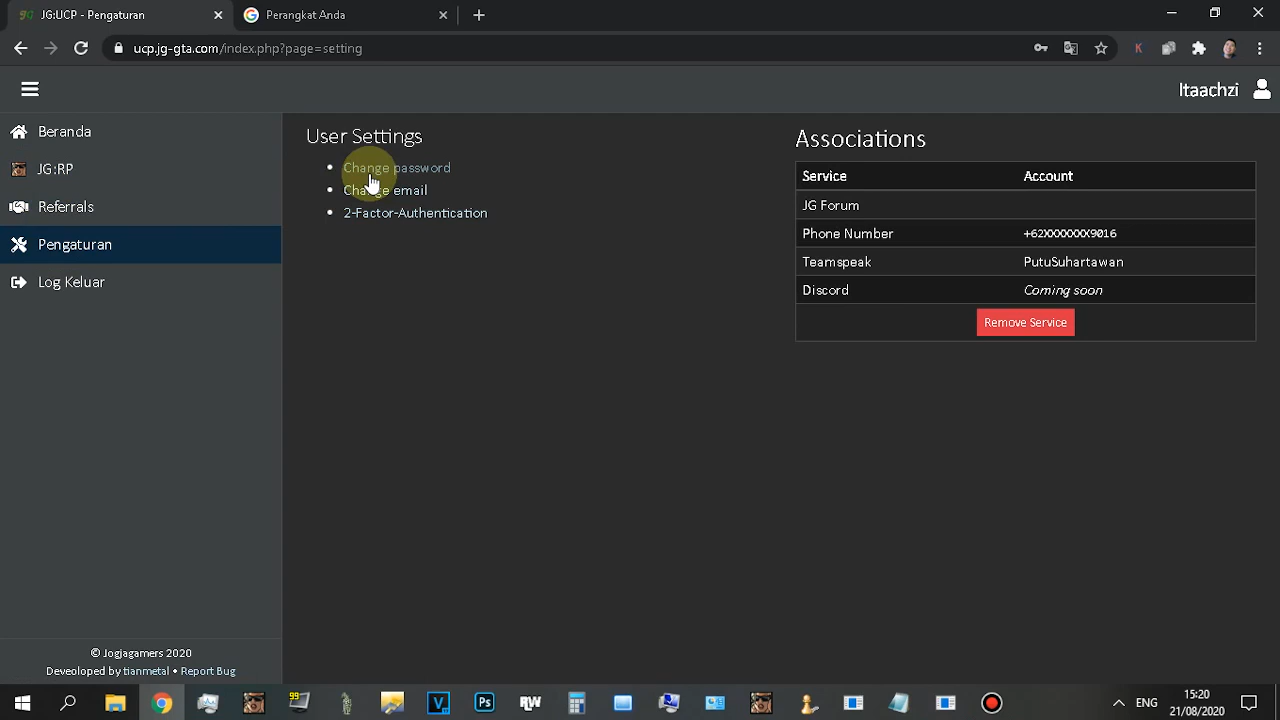 JG:UCP - Pengaturan
Perangkat Anda
ucp.jg-gta.com/index.php?page=setting
Itaachzi
Beranda
JG:RP
Referrals
Pengaturan
Log Keluar
User Settings
Change password
Change email
2-Factor-Authentication
Associations
Service Account
JG Forum
Phone Number +62XXXXXXX9016
Teamspeak PutuSuhartawan
Discord Coming soon
Remove Service
© Jogjagamers 2020
Developed by tianmetal • Report Bug
99
V
Ps
RW
ENG
15:20
21/08/2020